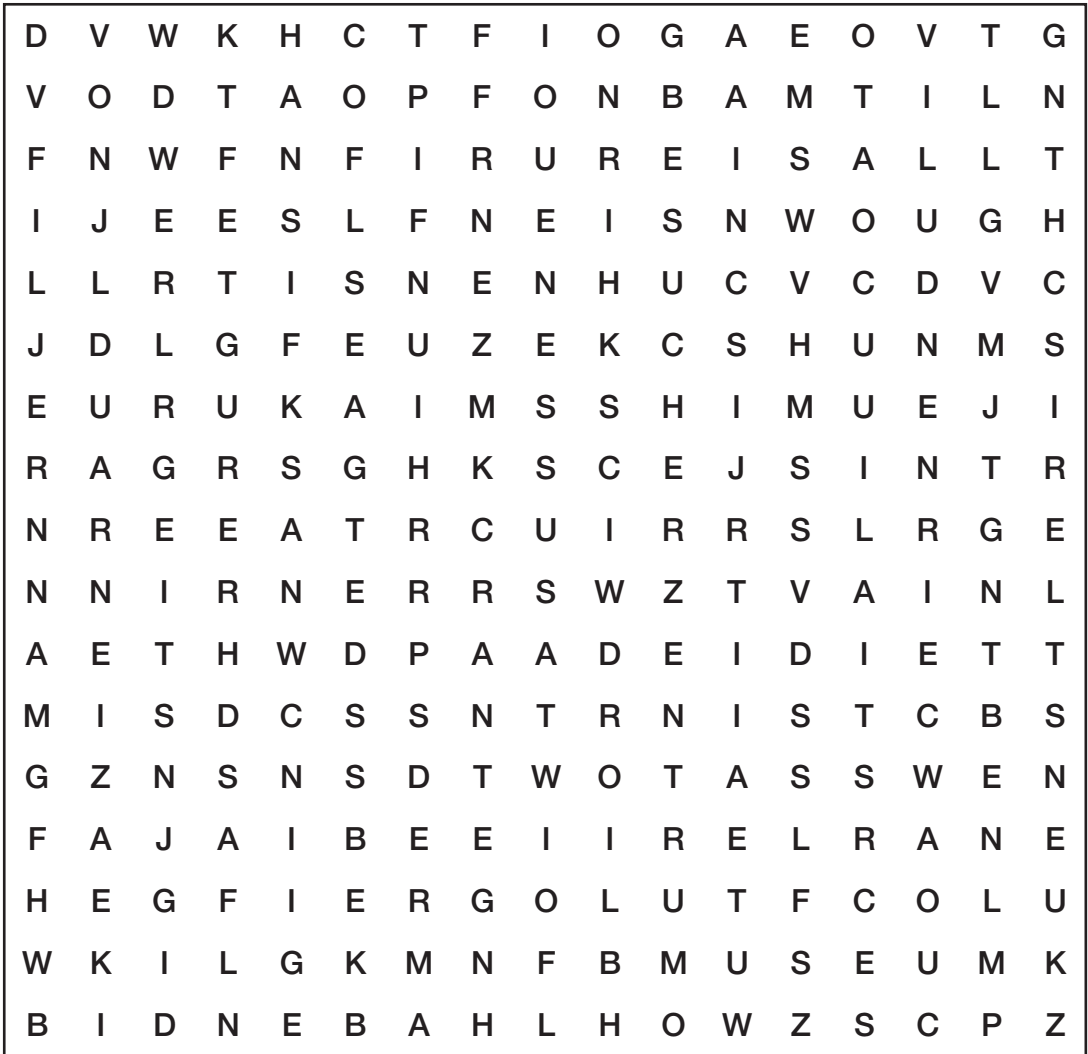 D V W K H C T F I O G A E O V T G
V O D T A O P F O N B A M T I L N
F N W F N F I R U R E I S A L L T
I J E E S L F N E I S N W O U G H
L L R T I S N E N H U C V C D V C
J D L G F E U Z E K C S H U N M S
E U R U K A I M S S H I M U E J I
R A G R S G H K S C E J S I N T R
N R E E A T R C U I R R S L R G E
N N I R N E R R S W Z T V A I N L
A E T H W D P A A D E I D I E T T
M I S D C S S N T R N I S T C B S
G Z N S N S D T W O T A S S W E N
F A J A I B E E I I R E L R A N E
H E G F I E R G O L U T F C O L U
W K I L G K M N F B M U S E U M K
B I D N E B A H L H O W Z S C P Z